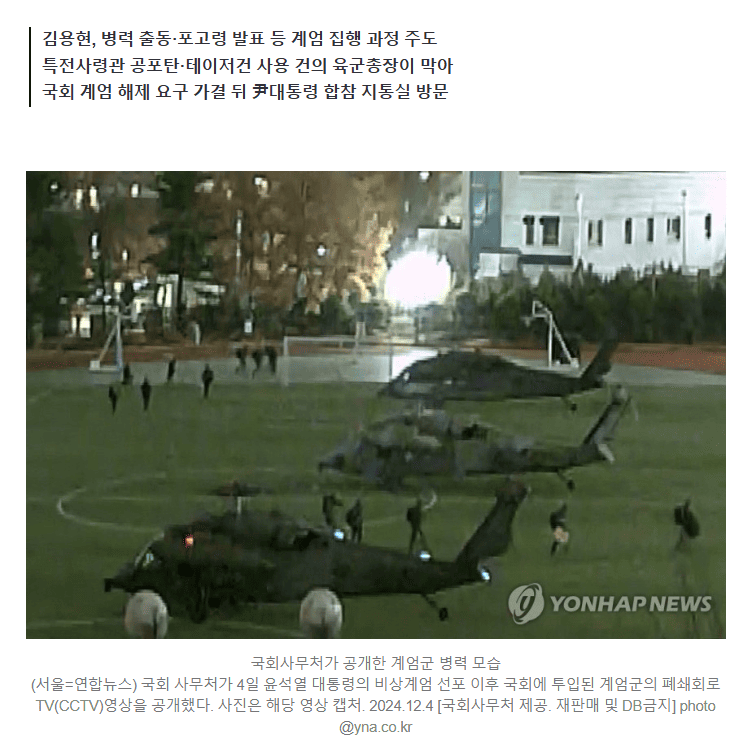 김용현, 병력 출동·포고령 발표 등 계엄 집행 과정 주도
특전사령관 공포탄·테이저건 사용 건의 육군총장이 막아
국회 계엄 해제 요구 가결 뒤 尹대통령 합참 지통실 방문
YONHAP NEWS
국회사무처가 공개한 계엄군 병력 모습
(서울=연합뉴스) 국회 사무처가 4일 윤석열 대통령의 비상계엄 선포 이후 국회에 투입된 계엄군의 폐쇄회로
TV(CCTV)영상을 공개했다. 사진은 해당 영상 캡처. 2024.12.4 [국회사무처 제공. 재판매 및 DB금지] photo
@yna.co.kr